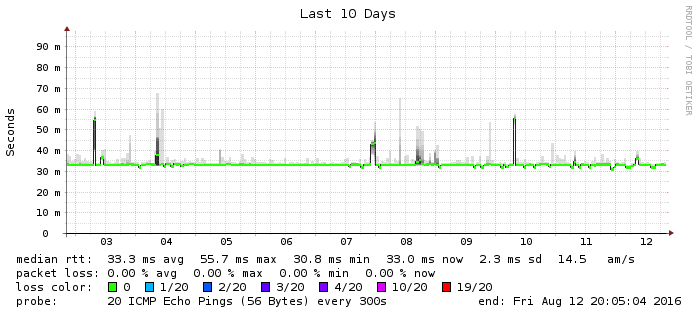 Last 10 Days
RRDTOOL / TOBI OETIKER
Seconds
90 m
80 m
70 m
60 m
50 m
40 m
30 m
20 m
10 m
0
03 04 05 06 07 08 09 10 11 12
median rtt: 33.3 ms avg 55.7 ms max 30.8 ms min 33.0 ms now 2.3 ms sd 14.5 am/s
packet loss: 0.00 % avg 0.00 % max 0.00 % min 0.00 % now
loss color: 0 1/20 2/20 3/20 4/20 10/20 19/20
probe: 20 ICMP Echo Pings (56 Bytes) every 300s end: Fri Aug 12 20:05:04 2016